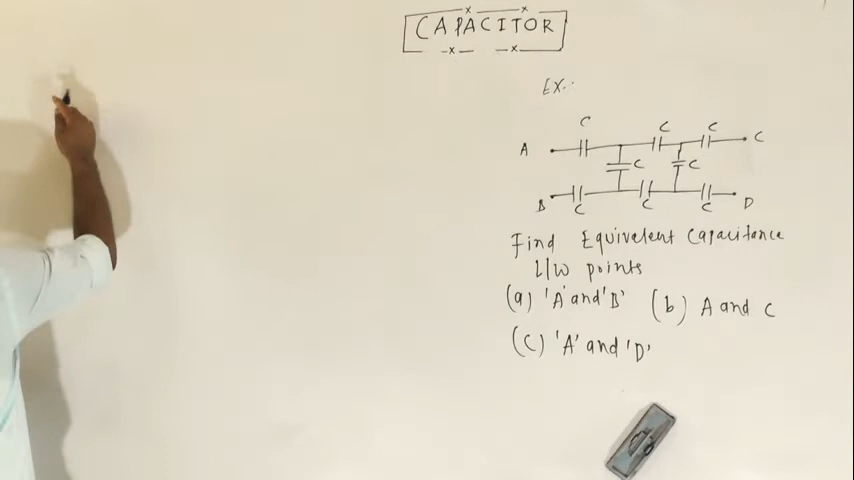 CAPACITOR
EX:-
C C C
A C
C C
B D
C C C
Find Equivalent Capacitance
b/w points
(a) 'A' and 'B' (b) A and C
(C) 'A' and 'D'